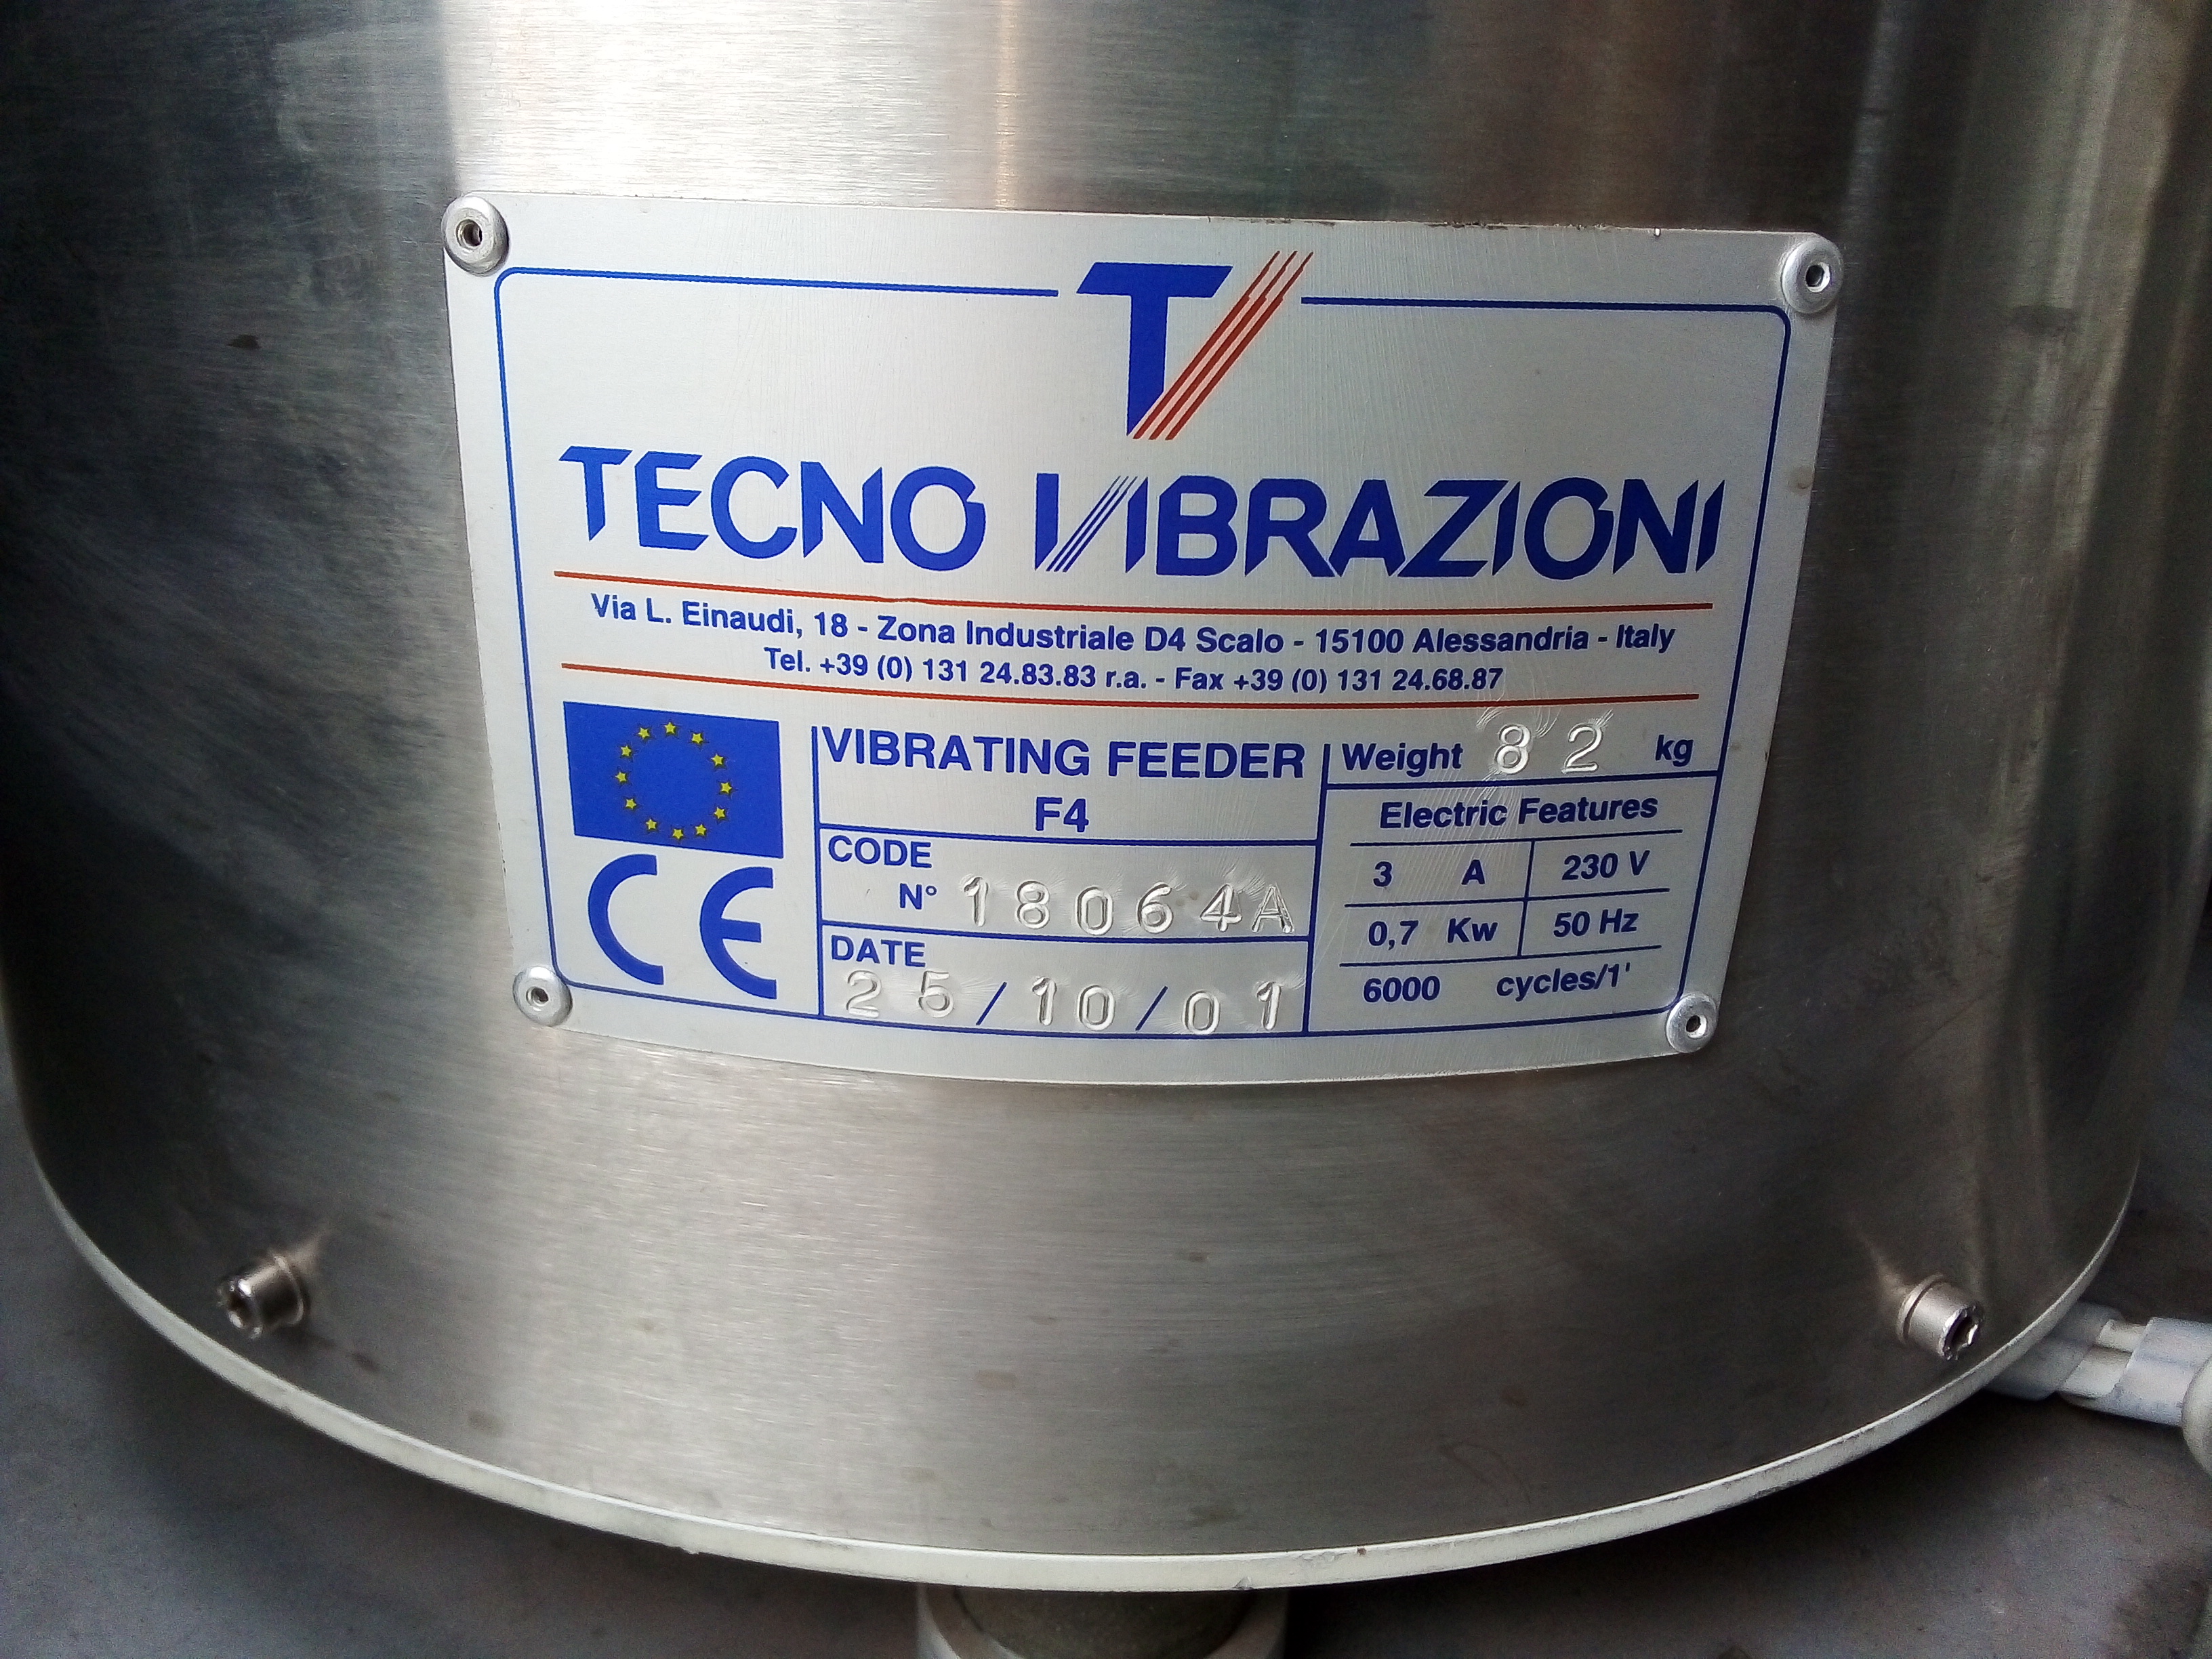 TV
TECNO VIBRAZIONI
Via L. Einaudi, 18 - Zona Industriale D4 Scalo - 15100 Alessandria - Italy
Tel. +39 (0) 131 24.83.83 r.a. - Fax +39 (0) 131 24.68.87
CE
VIBRATING FEEDER
F4
CODE
N° 18064A
DATE
25/10/01
Weight 82 kg
Electric Features
3 A 230 V
0,7 Kw 50 Hz
6000 cycles/1'